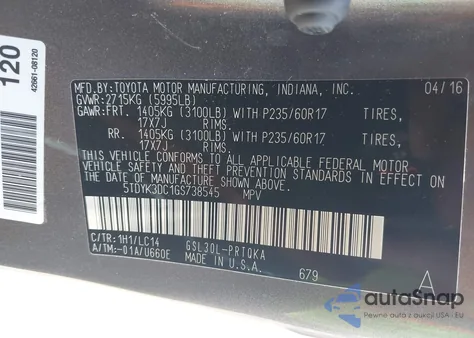 120
42661-08120
MFD.BY:TOYOTA MOTOR MANUFACTURING, INDIANA, INC. 04/16
GVWR:2715KG (5995LB)
GAWR:FRT. 1405KG (3100LB) WITH P235/60R17 TIRES,
17X7J RIMS.
RR. 1405KG (3100LB) WITH P235/60R17 TIRES,
17X7J RIMS.
THIS VEHICLE CONFORMS TO ALL APPLICABLE FEDERAL MOTOR
VEHICLE SAFETY AND THEFT PREVENTION STANDARDS IN EFFECT
ON THE DATE OF MANUFACTURE SHOWN ABOVE.
5TDYK3DC1GS738545 MPV
C/TR:1H1/LC14 GSL30L-PRTQKA
A/TM:-01A/U660E MADE IN U.S.A. 679
A
autoSnap